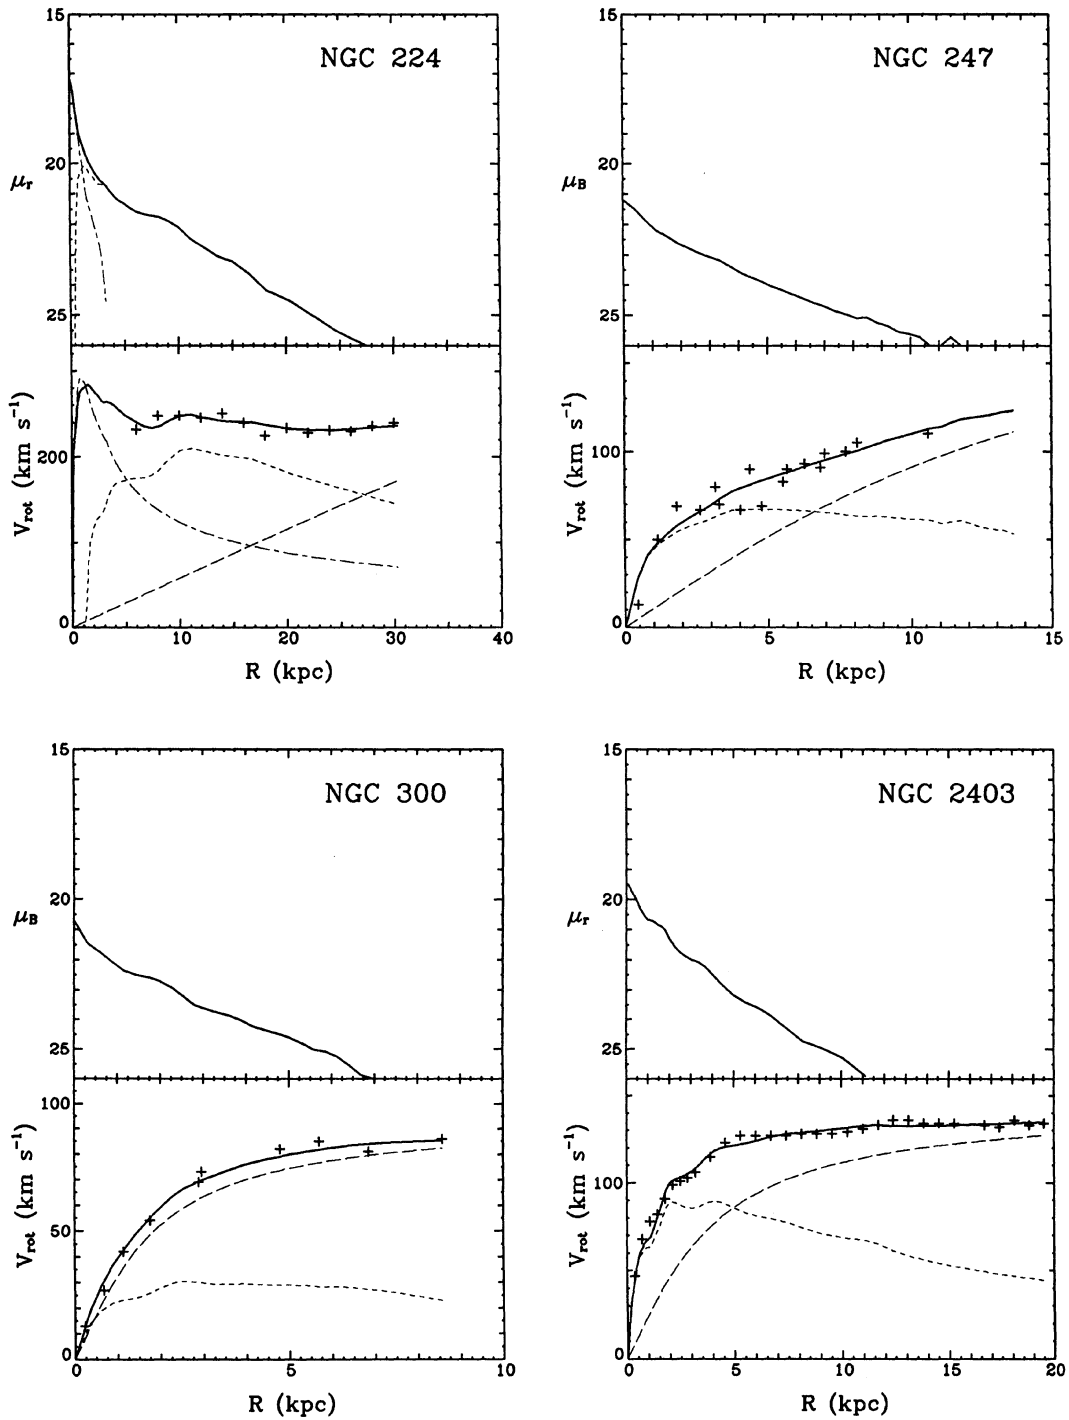 15
NGC 224
20
μr
25
Vrot (km s⁻¹)
200
0
0 10 20 30 40
R (kpc)
15
NGC 247
20
μB
25
Vrot (km s⁻¹)
100
0
0 5 10 15
R (kpc)
15
NGC 300
20
μB
25
100
Vrot (km s⁻¹)
50
0
0 5 10
R (kpc)
15
NGC 2403
20
μr
25
Vrot (km s⁻¹)
100
0
0 5 10 15 20
R (kpc)